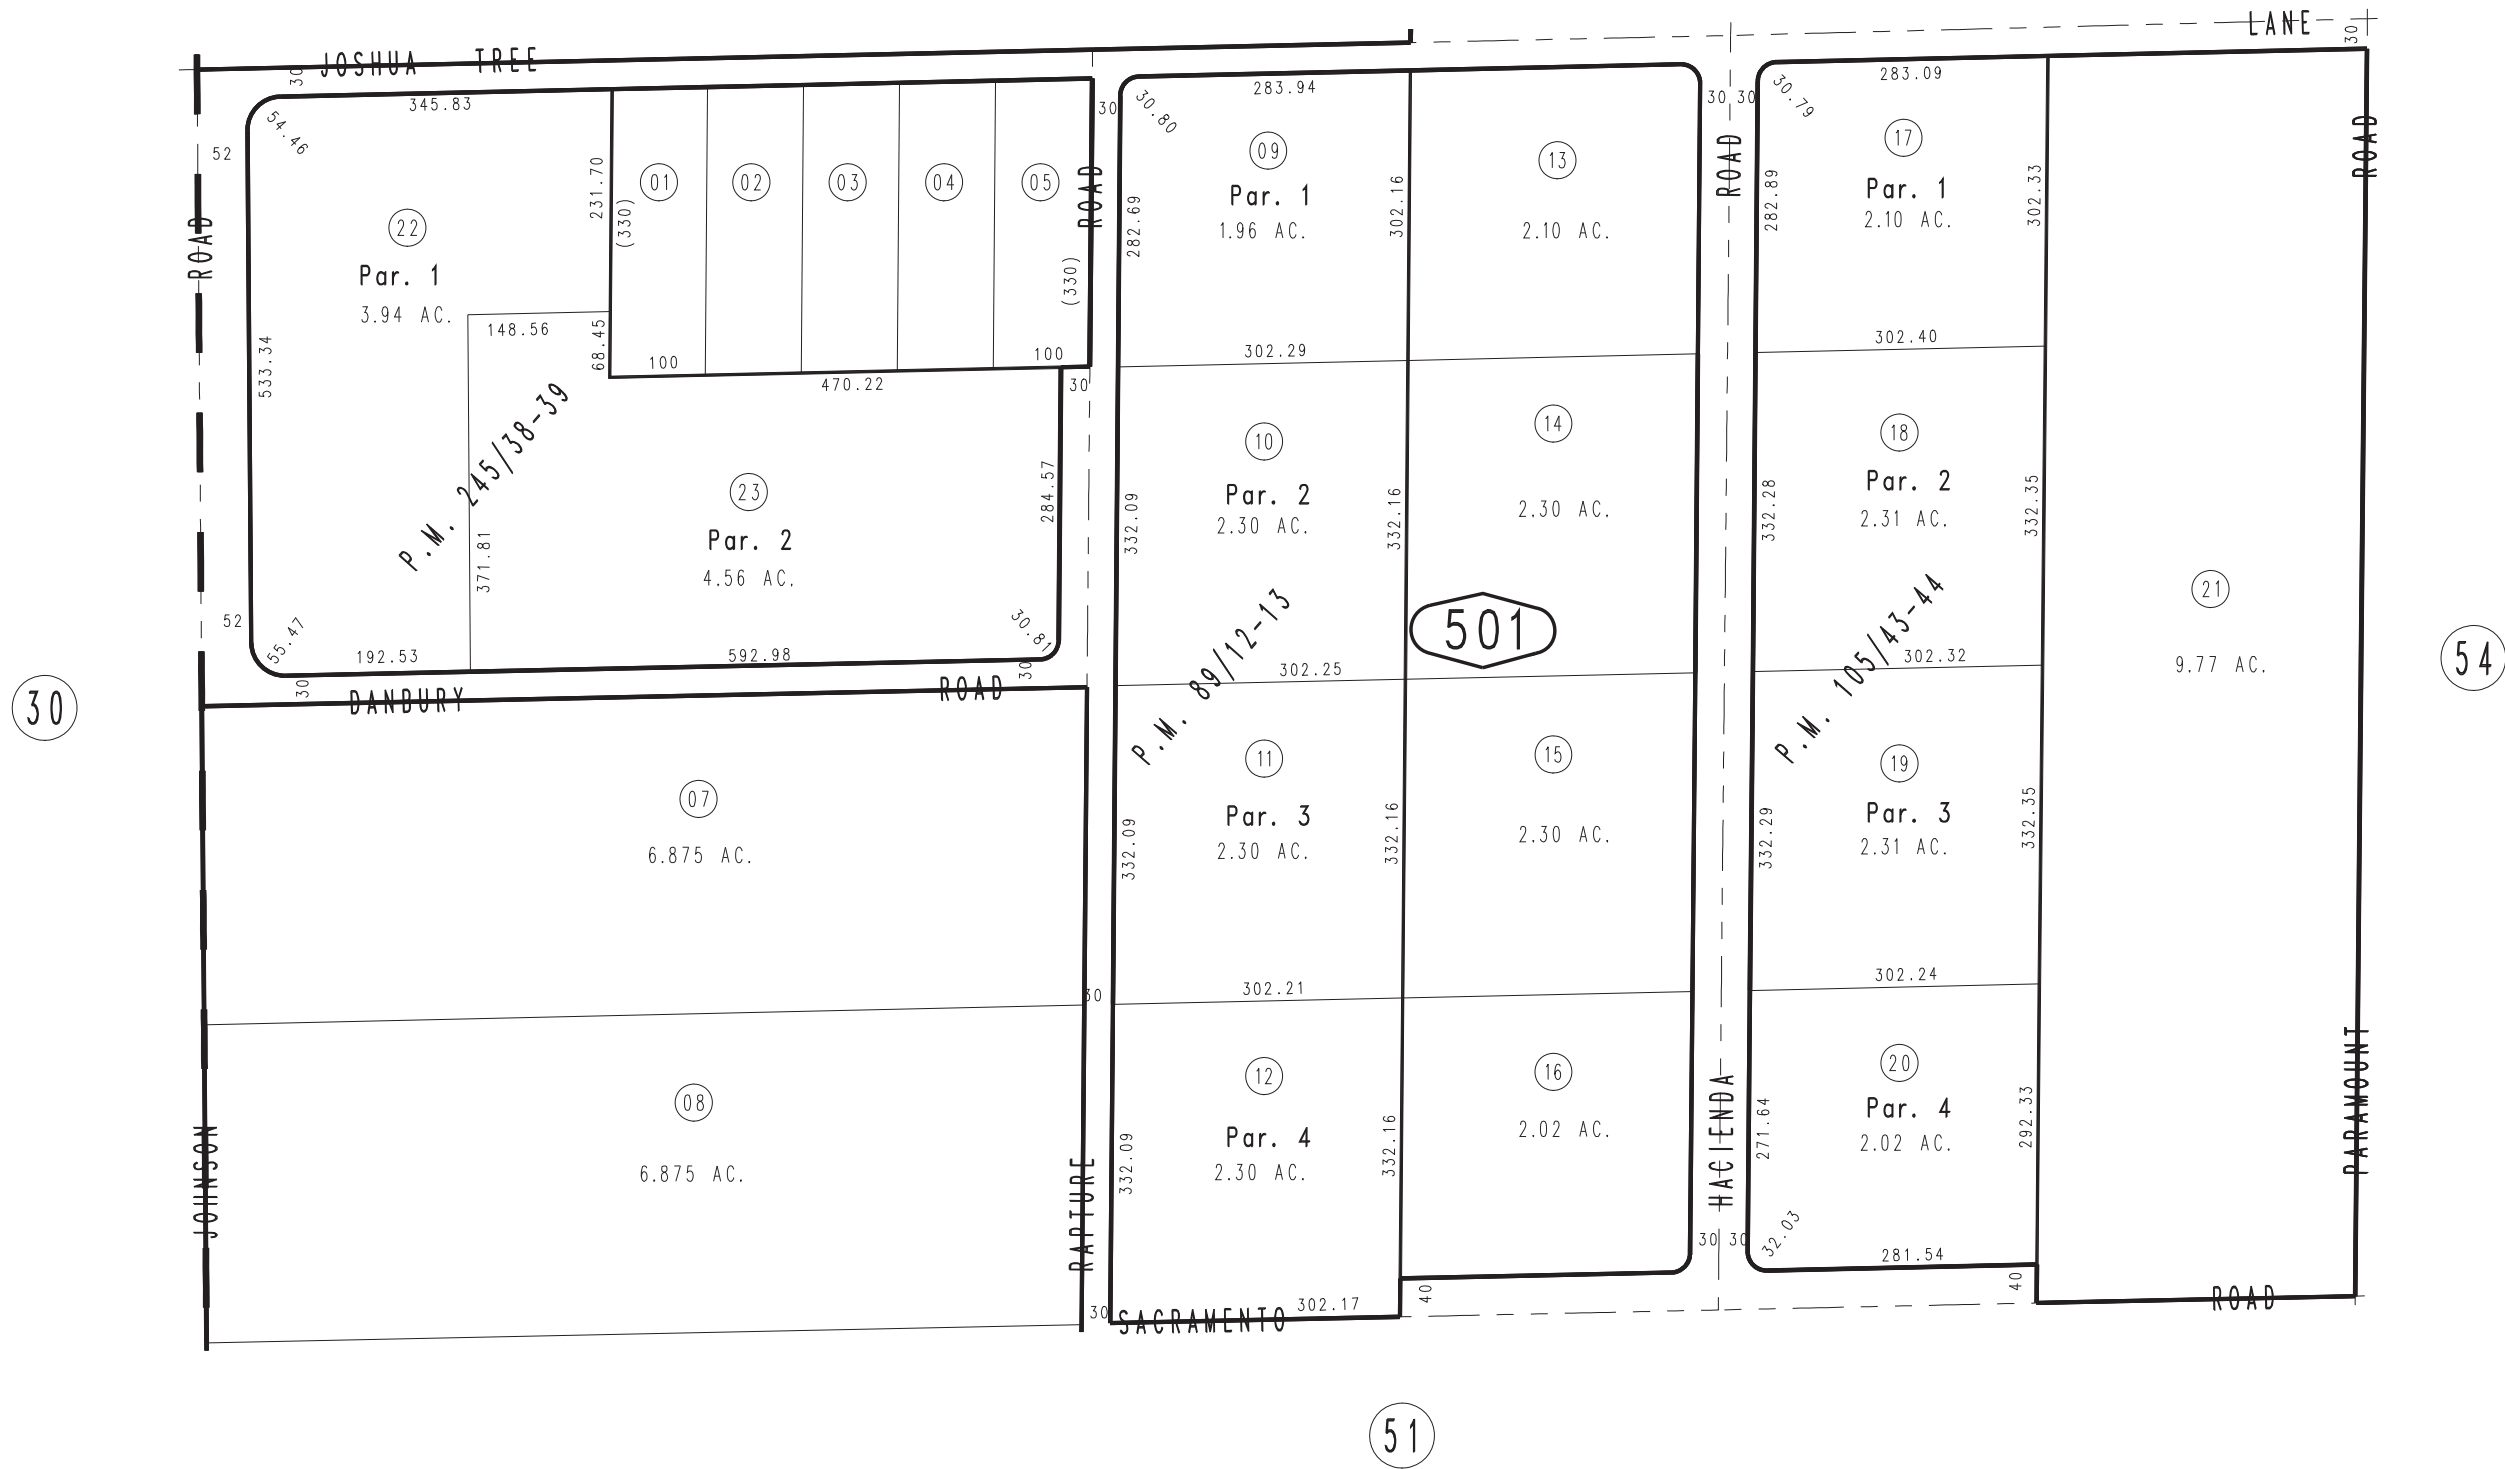 JOSHUA TREE
LANE
30
30
345.83
54.46
52
ROAD
22
Par. 1
3.94 AC.
533.34
231.70
(330)
148.56
68.45
01
02
03
04
05
(330)
100
100
470.22
30
P.M. 245/38-39
371.81
23
Par. 2
4.56 AC.
284.57
52
55.47
192.53
592.98
30.81
30
30
DANBURY ROAD
30
07
6.875 AC.
08
6.875 AC.
JOHNSON
ROAD
30
30
RAPTURE
30
283.94
30.80
09
Par. 1
1.96 AC.
282.69
302.16
302.29
10
Par. 2
2.30 AC.
332.09
332.16
302.25
P.M. 89/12-13
11
Par. 3
2.30 AC.
332.09
332.16
302.21
12
Par. 4
2.30 AC.
332.09
332.16
302.17
SACRAMENTO
13
2.10 AC.
14
2.30 AC.
501
15
2.30 AC.
16
2.02 AC.
40
30 30
ROAD
HACIENDA
30 30
283.09
30.79
17
Par. 1
2.10 AC.
282.89
302.33
302.40
18
Par. 2
2.31 AC.
332.28
332.35
302.32
P.M. 105/43-44
19
Par. 3
2.31 AC.
332.29
332.35
302.24
20
Par. 4
2.02 AC.
271.64
292.33
32.03
281.54
40
ROAD
21
9.77 AC.
ROAD
PARAMOUNT
54
51